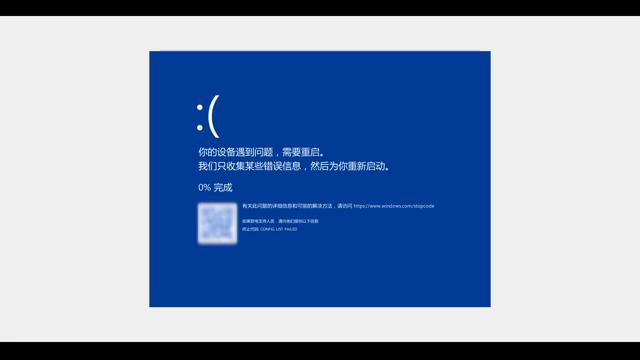 :(
你的设备遇到问题，需要重启。
我们只收集某些错误信息，然后为你重新启动。
0% 完成
有关此问题的详细信息和可能的解决方法，请访问 https://www.windows.com/stopcode
如果致电支持人员，请向他们提供以下信息:
终止代码: CONFIG LIST FAILED